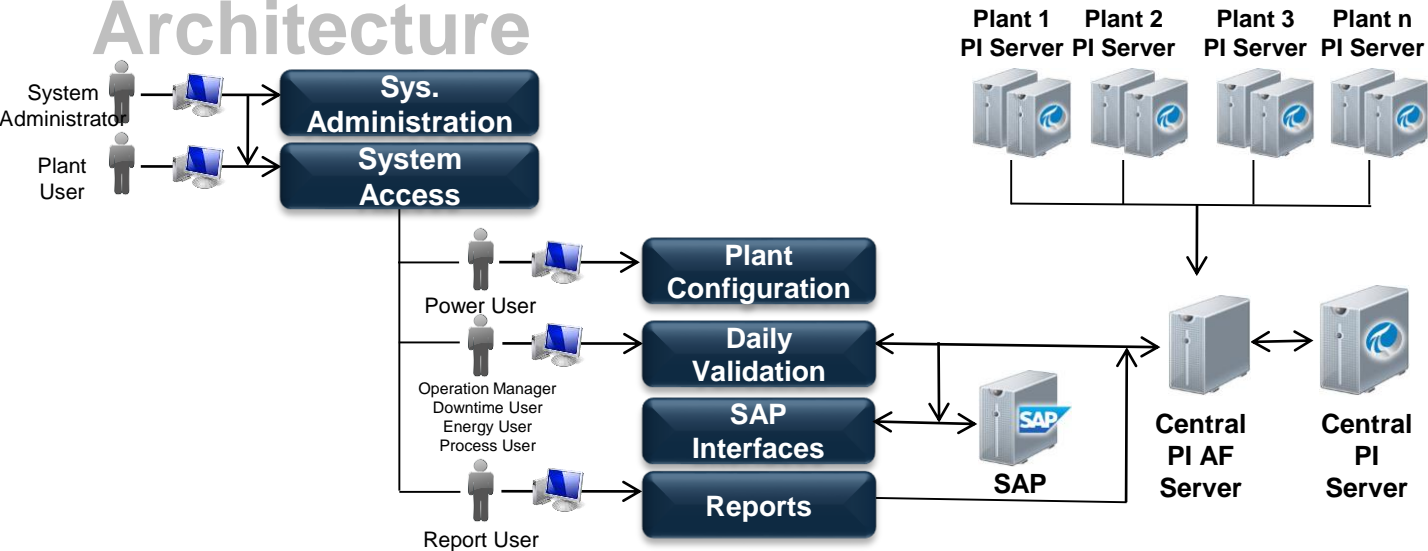 Architecture
Plant 1
PI Server
Plant 2
PI Server
Plant 3
PI Server
Plant n
PI Server
System
Administrator
Sys.
Administration
Plant
User
System
Access
Power User
Plant
Configuration
Operation Manager
Downtime User
Energy User
Process User
Daily
Validation
SAP
Interfaces
SAP
SAP
Central
PI AF
Server
Central
PI
Server
Report User
Reports